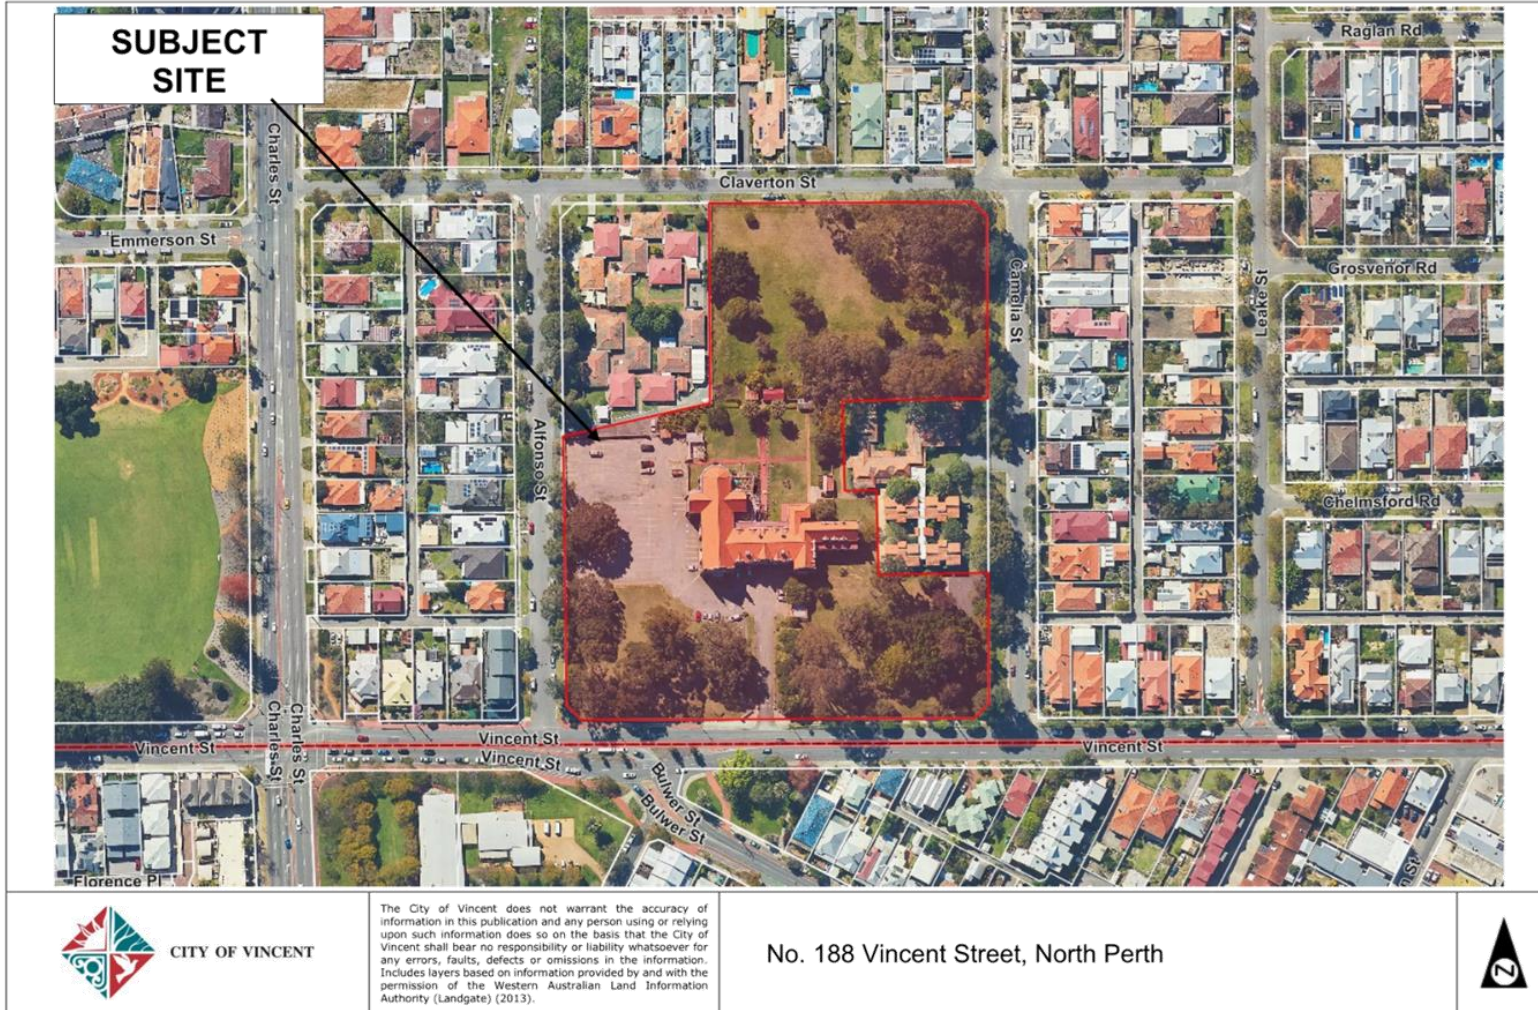 SUBJECT
SITE
Raglan Rd
Charles St
Claverton St
Emmerson St
Camelia St
Leake St
Grosvenor Rd
Alfonso St
Chelmsford Rd
Charles St
Charles St
Vincent St
Vincent St
Vincent St
Vincent St
Bulwer St
Bulwer St
Florence Pl
n St
CITY OF VINCENT
The City of Vincent does not warrant the accuracy of
information in this publication and any person using or relying
upon such information does so on the basis that the City of
Vincent shall bear no responsibility or liability whatsoever for
any errors, faults, defects or omissions in the information.
Includes layers based on information provided by and with the
permission of the Western Australian Land Information
Authority (Landgate) (2013).
No. 188 Vincent Street, North Perth
N